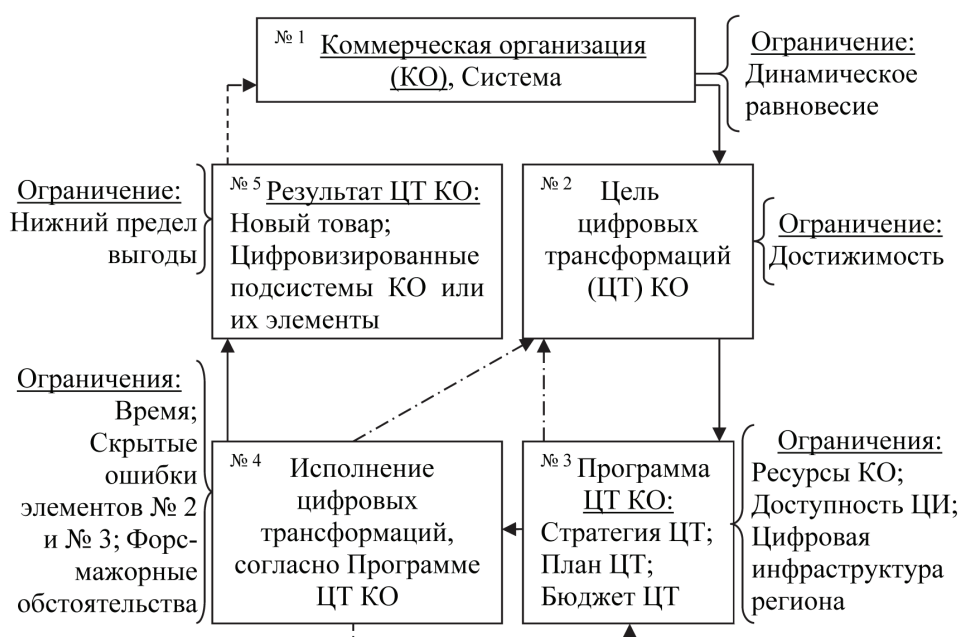 № 1 Коммерческая организация
(КО), Система
Ограничение:
Динамическое
равновесие
Ограничение:
Нижний предел
выгоды
№ 5 Результат ЦТ КО:
Новый товар;
Цифровизированные
подсистемы КО или
их элементы
№ 2 Цель
цифровых
трансформаций
(ЦТ) КО
Ограничение:
Достижимость
Ограничения:
Время;
Скрытые
ошибки
элементов № 2
и № 3; Форс-
мажорные
обстоятельства
№ 4 Исполнение
цифровых
трансформаций,
согласно Программе
ЦТ КО
№ 3 Программа
ЦТ КО:
Стратегия ЦТ;
План ЦТ;
Бюджет ЦТ
Ограничения:
Ресурсы КО;
Доступность ЦИ;
Цифровая
инфраструктура
региона